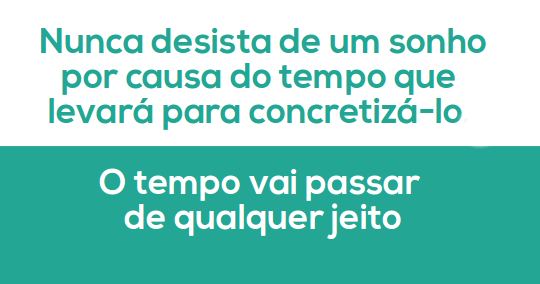 Nunca desista de um sonho
por causa do tempo que
levará para concretizá-lo
O tempo vai passar
de qualquer jeito